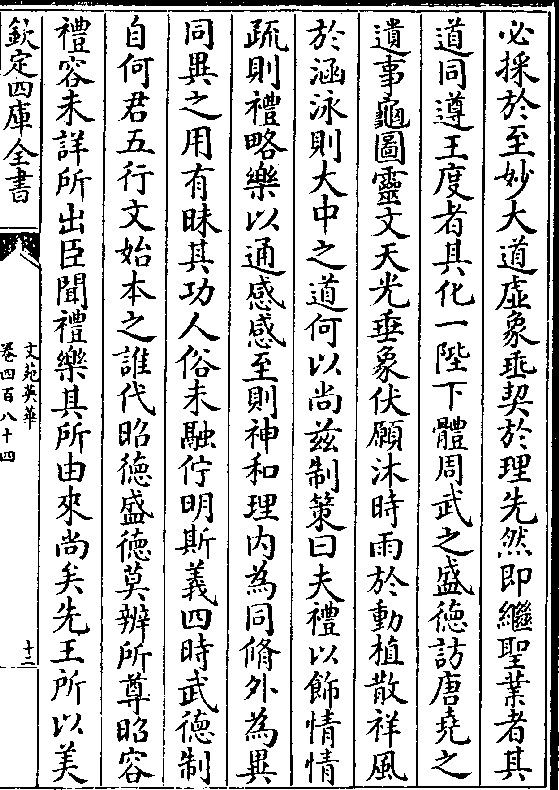 必採於至妙大道虛象乖契於理先然即繼聖業者其
道同遵王度者其化一陛下體周武之盛德訪唐堯之
遺事龜圖靈文天光垂象伏願沐時雨於動植散祥風
於涵泳則大中之道何以尚兹制策曰夫禮以飾情情
疏則禮略樂以通感感至則神和理内為同脩外為異
同異之用有昧其功人俗未融佇明斯義四時武德制
自何君五行文始本之誰代昭德盛德莫辨所尊昭容
禮容未詳所出臣聞禮樂其所由來尚矣先王所以美
欽定四庫全書
文苑英華
卷四百八十四
十二